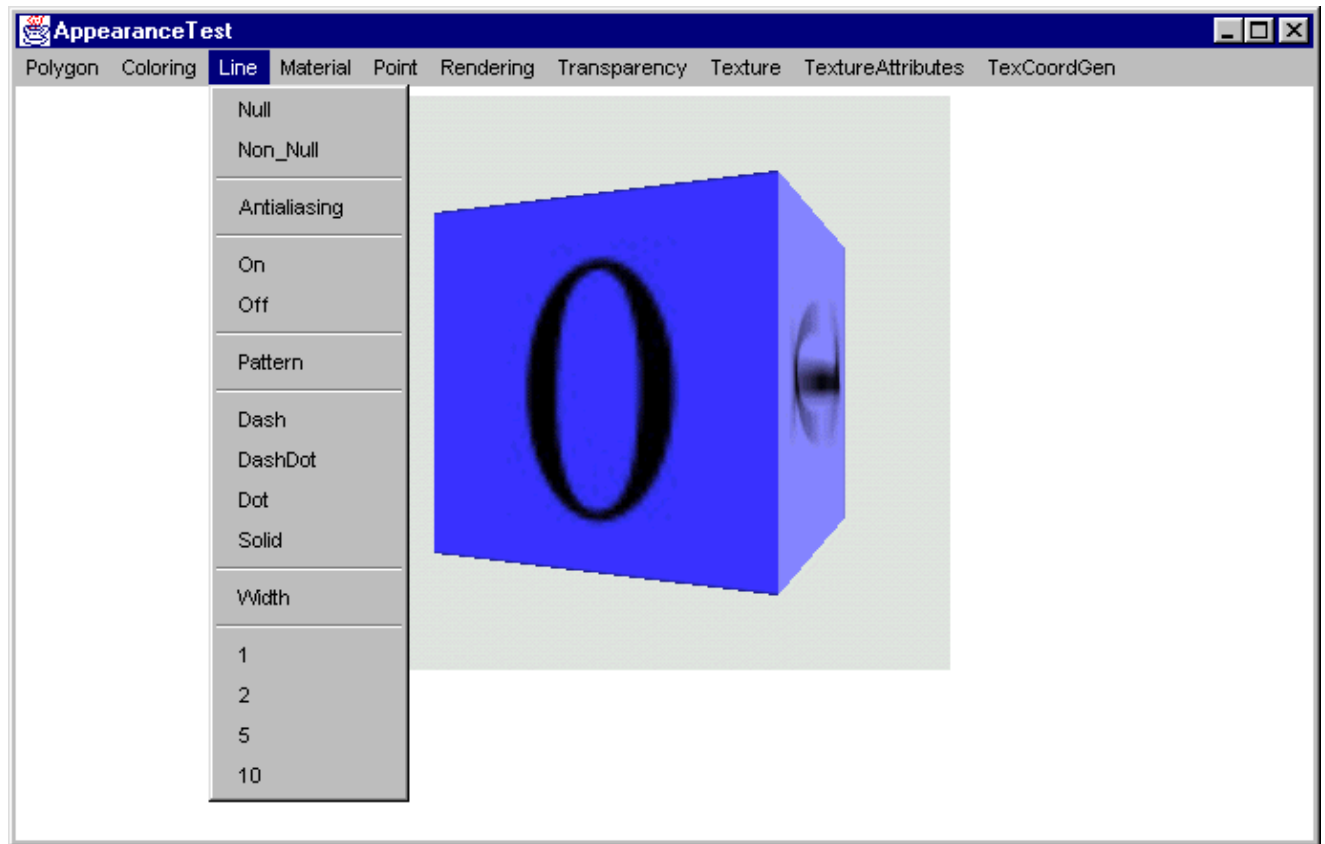 AppearanceTest
Polygon Coloring Line Material Point Rendering Transparency Texture TextureAttributes TexCoordGen
Null
Non_Null
Antialiasing
On
Off
Pattern
Dash
DashDot
Dot
Solid
Width
1
2
5
10
0